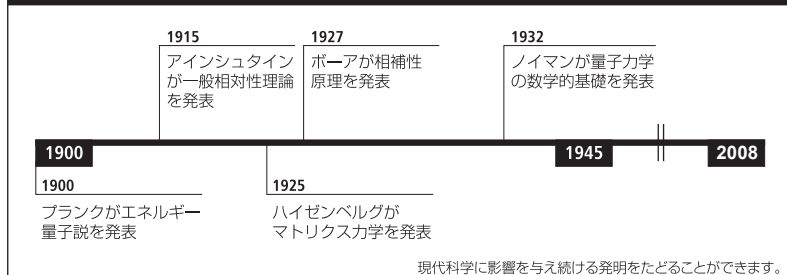 1915
アインシュタイン
が一般相対性理論
を発表
1927
ボーアが相補性
原理を発表
1932
ノイマンが量子力学
の数学的基礎を発表
1900
1945
2008
1900
プランクがエネルギー
量子説を発表
1925
ハイゼンベルグが
マトリクス力学を発表
現代科学に影響を与え続ける発明をたどることができます。